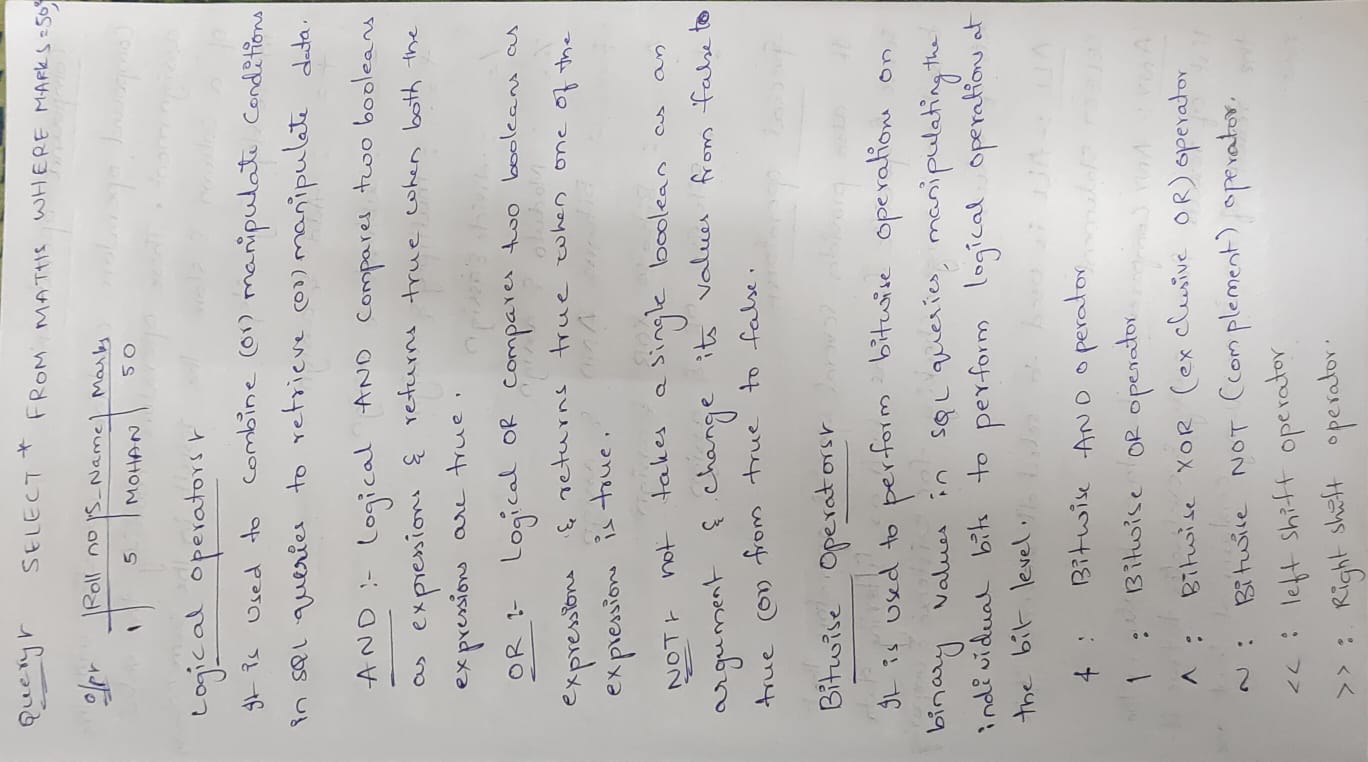 Query:-
SELECT * FROM MATHS WHERE MARKS = 50;
o/p:-
Roll no | S_Name | Marks
1 | 5 | MOHAN | 50
Logical operators:-
It is used to combine (or) manipulate conditions
in SQL queries to retrieve (or) manipulate data.
AND :- Logical AND compares two booleans
as expressions & returns true when both the
expressions are true.
OR :- Logical OR compares two booleans as
expressions & returns true when one of the
expression is true.
NOT:- not takes a single boolean as an
argument & change its values from false to
true (or) from true to false.
Bitwise Operators:-
It is used to perform bitwise operations on
binary values in SQL queries, manipulating the
individual bits to perform logical operations at
the bit level.
& : Bitwise AND operator
| : Bitwise OR operator
^ : Bitwise XOR (exclusive OR) operator
~ : Bitwise NOT (complement) operator.
<< : left shift operator
>> : Right shift operator.